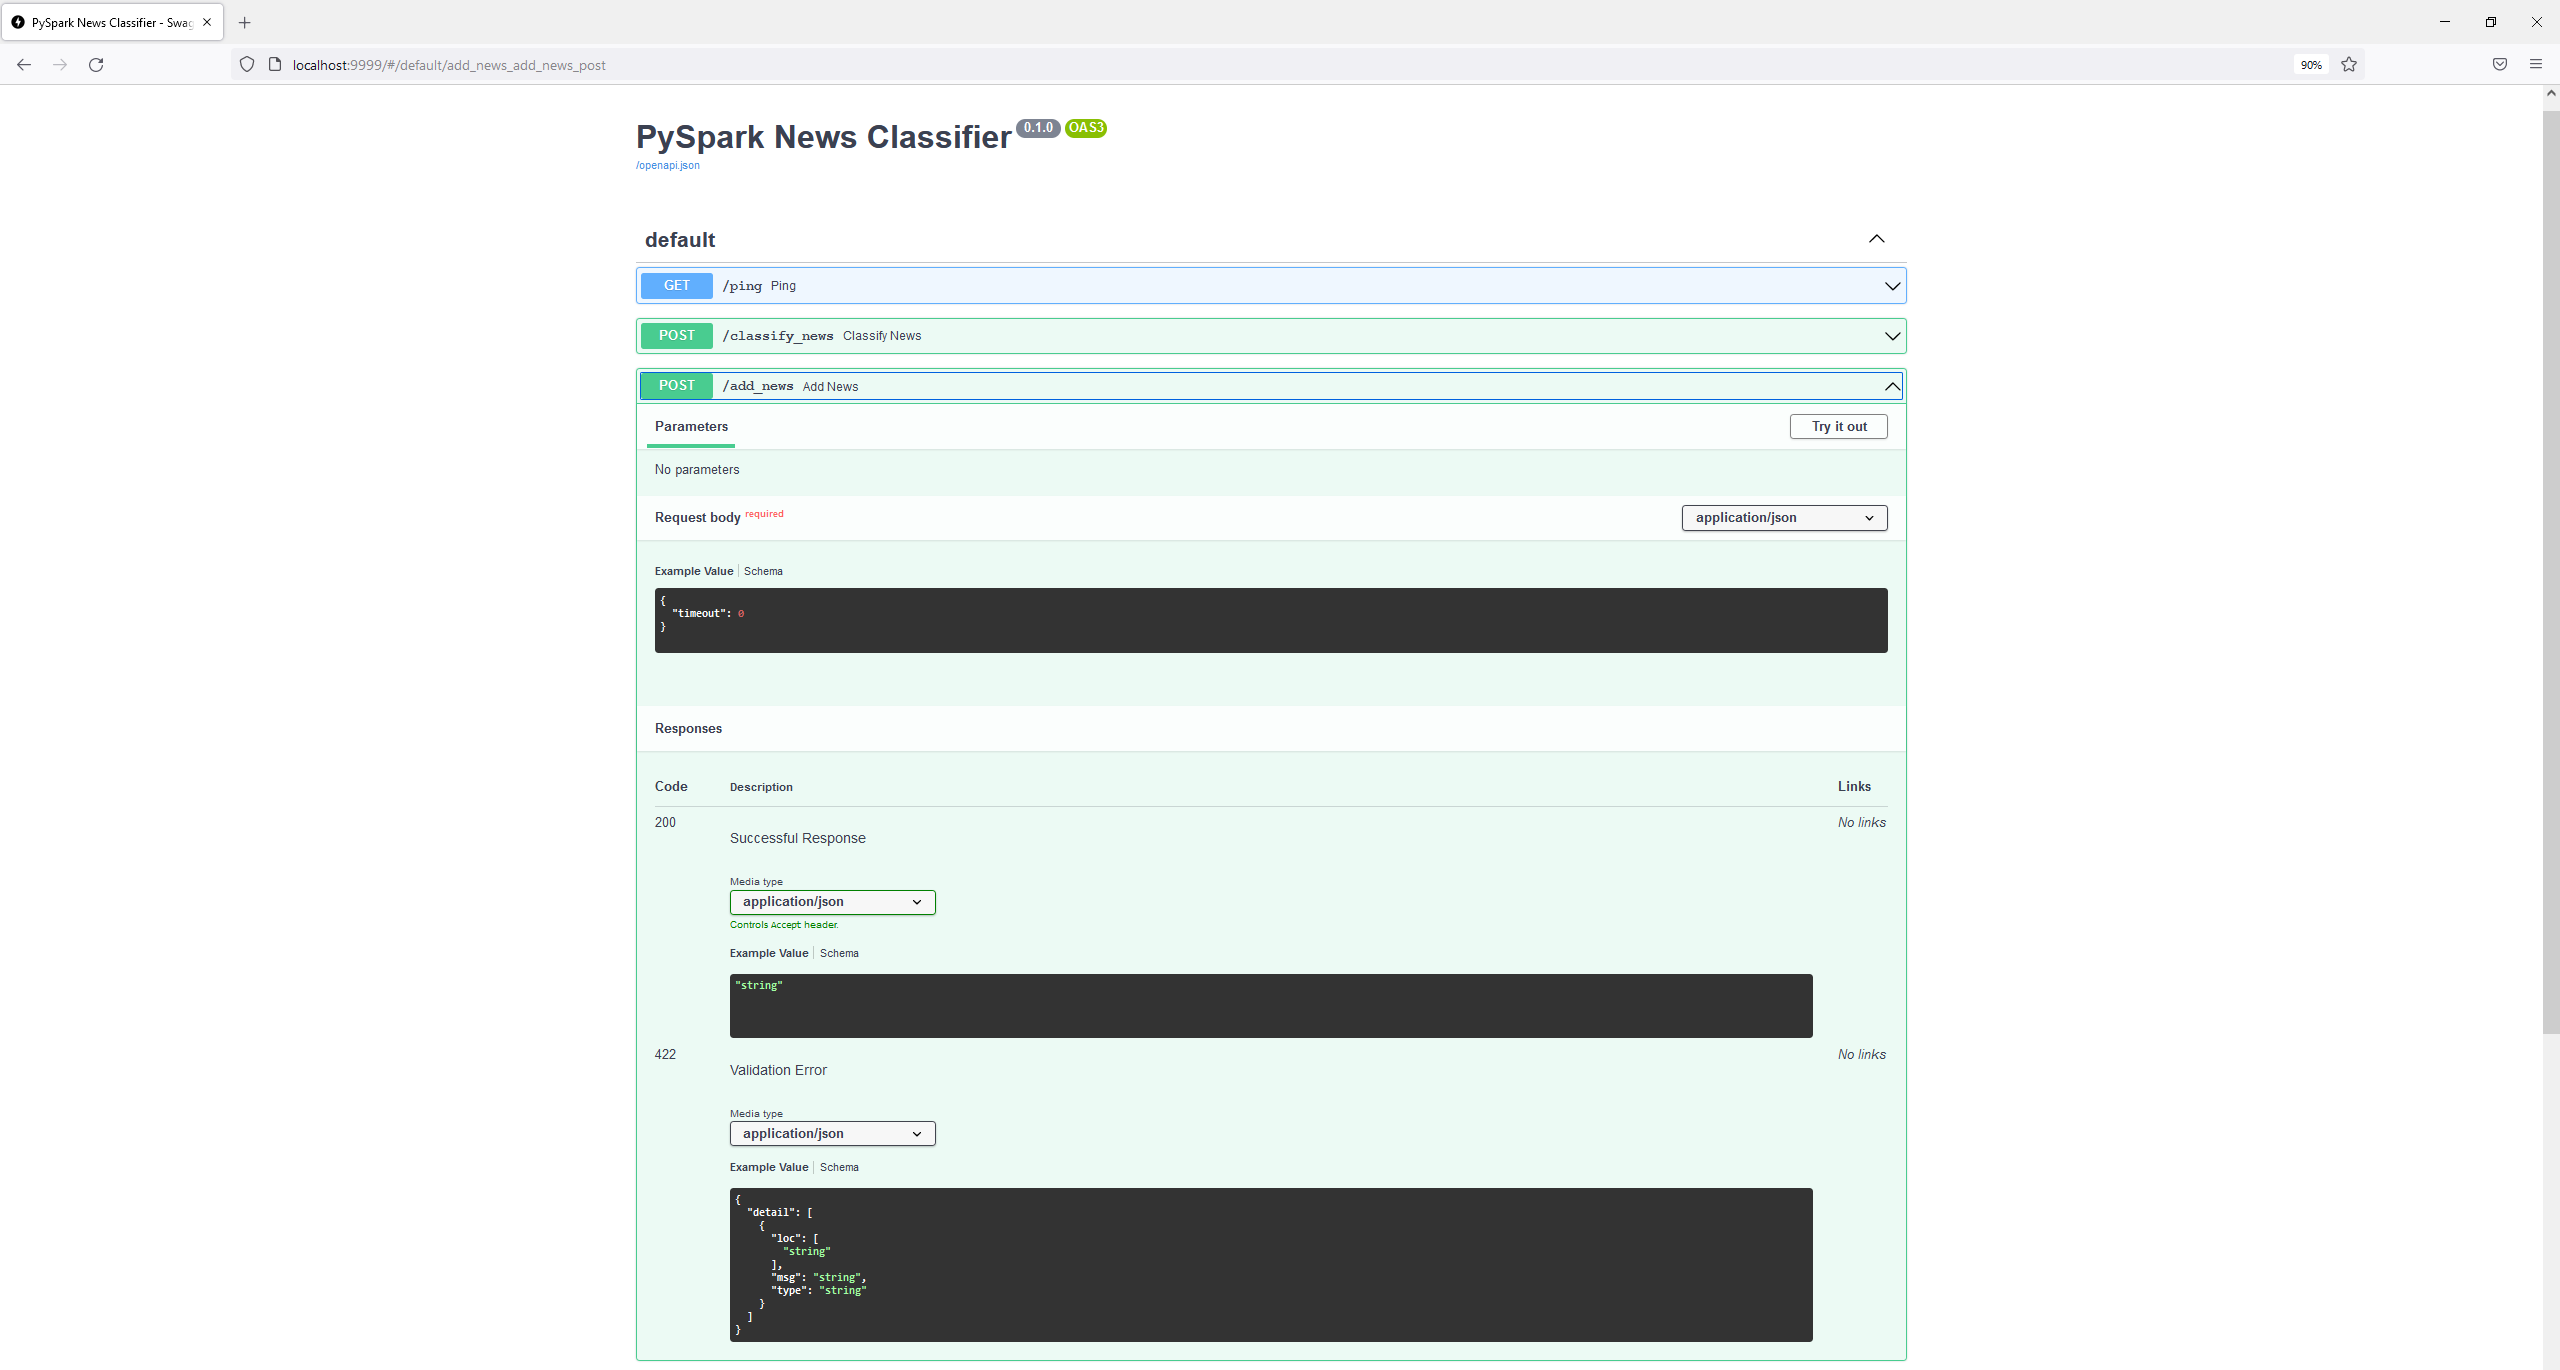 PySpark News Classifier - Swag
localhost:9999/#/default/add_news_add_news_post
90%
PySpark News Classifier 0.1.0 OAS3
/openapi.json
default
GET /ping Ping
POST /classify_news Classify News
POST /add_news Add News
Parameters
Try it out
No parameters
Request body required
application/json
Example Value Schema
{
"timeout": 0
}
Responses
Code Description Links
200 No links
Successful Response
Media type
application/json
Controls Accept header.
Example Value Schema
"string"
422 No links
Validation Error
Media type
application/json
Example Value Schema
{
"detail": [
{
"loc": [
"string"
],
"msg": "string",
"type": "string"
}
]
}